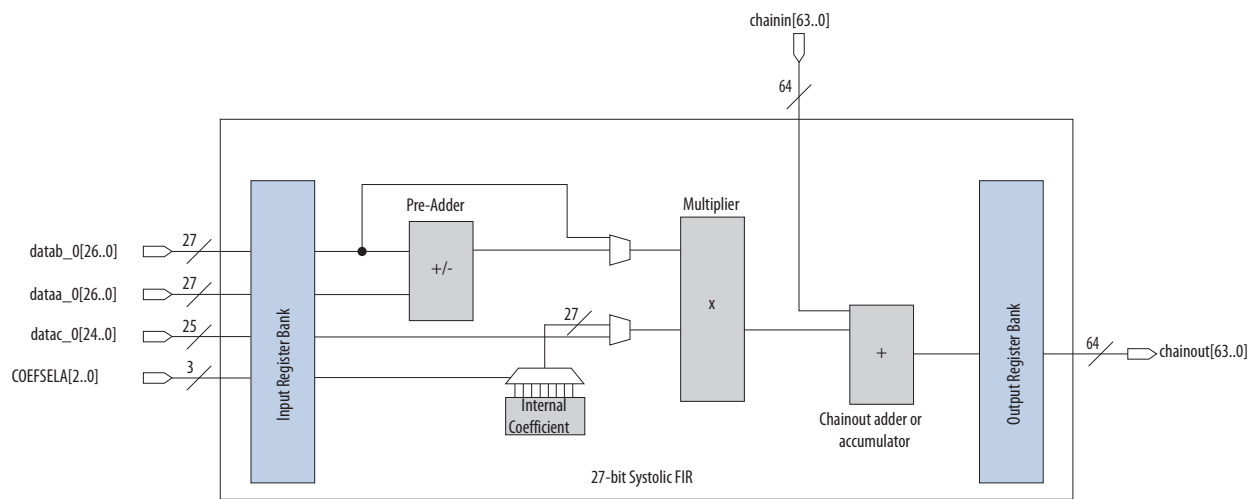 chainin[63..0]
64
Pre-Adder
Multiplier
datab_0[26..0]
27
+/-
dataa_0[26..0]
27
27
x
datac_0[24..0]
25
+
64
chainout[63..0]
COEFSELA[2..0]
3
Input Register Bank
Output Register Bank
Internal
Coefficient
Chainout adder or
accumulator
27-bit Systolic FIR